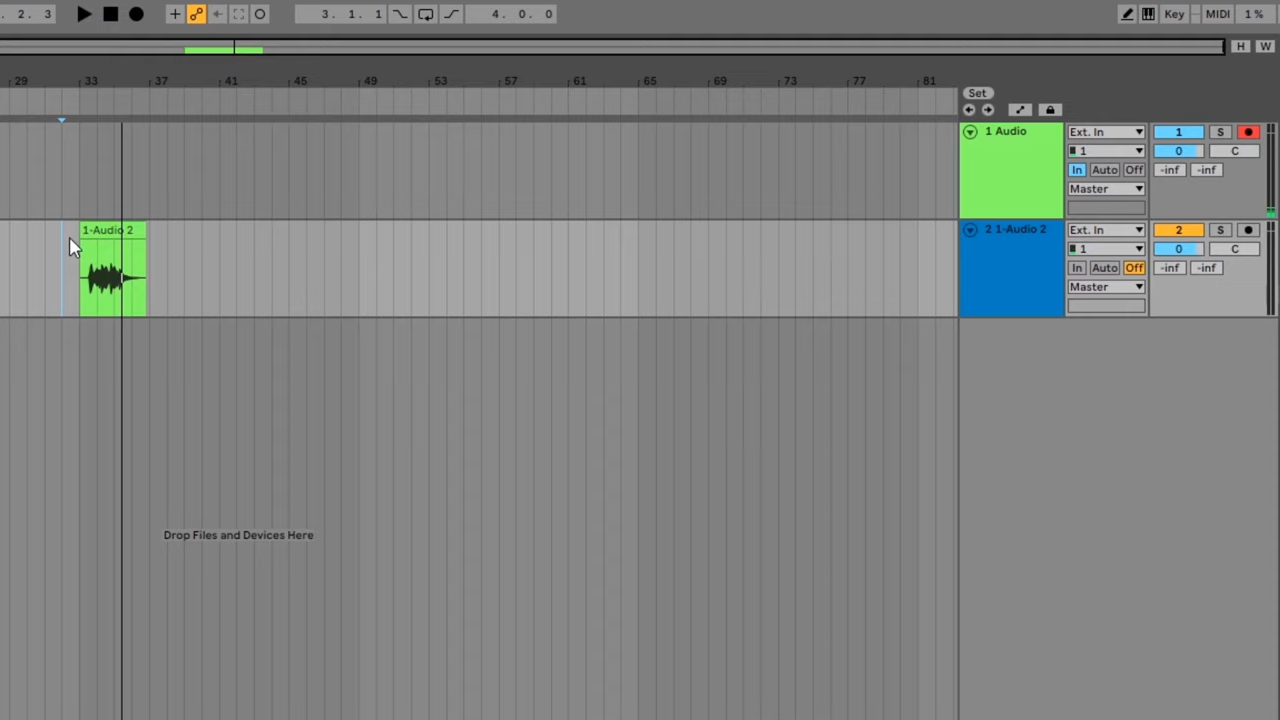 . 2. 3 3. 1. 1 4. 0. 0 Key MIDI 1 %
H W
29 33 37 41 45 49 53 57 61 65 69 73 77 81
Set
1 Audio Ext. In 1 S
1 0 C
In Auto Off -inf -inf
Master
1-Audio 2 2 1-Audio 2 Ext. In 2 S
1 0 C
In Auto Off -inf -inf
Master
Drop Files and Devices Here